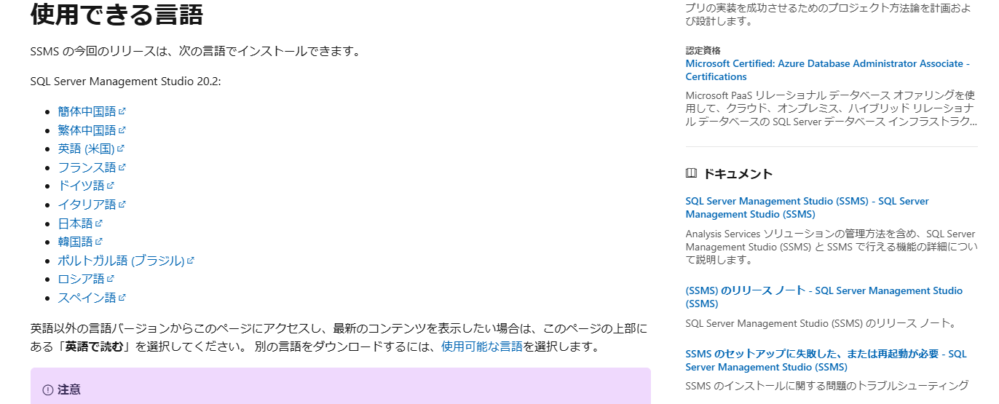 使用できる言語
SSMS の今回のリリースは、次の言語でインストールできます。
SQL Server Management Studio 20.2:
簡体中国語
繁体中国語
英語 (米国)
フランス語
ドイツ語
イタリア語
日本語
韓国語
ポルトガル語 (ブラジル)
ロシア語
スペイン語
英語以外の言語バージョンからこのページにアクセスし、最新のコンテンツを表示したい場合は、このページの上部に
ある「英語で読む」を選択してください。 別の言語をダウンロードするには、使用可能な言語を選択します。
注意
プリの実装を成功させるためのプロジェクト方法論を計画およ
び設計します。
認定資格
Microsoft Certified: Azure Database Administrator Associate -
Certifications
Microsoft PaaS リレーショナル データベース オファリングを使
用して、クラウド、オンプレミス、ハイブリッド リレーショナ
ル データベースの SQL Server データベース インフラストラク...
ドキュメント
SQL Server Management Studio (SSMS) - SQL Server
Management Studio (SSMS)
Analysis Services ソリューションの管理方法を含め、SQL Server
Management Studio (SSMS) と SSMS で行える機能の詳細につい
て説明します。
(SSMS) のリリース ノート - SQL Server Management Studio
(SSMS)
SQL Server Management Studio (SSMS) のリリース ノート。
SSMS のセットアップに失敗した、または再起動が必要 - SQL
Server Management Studio (SSMS)
SSMS のインストールに関する問題のトラブルシューティング